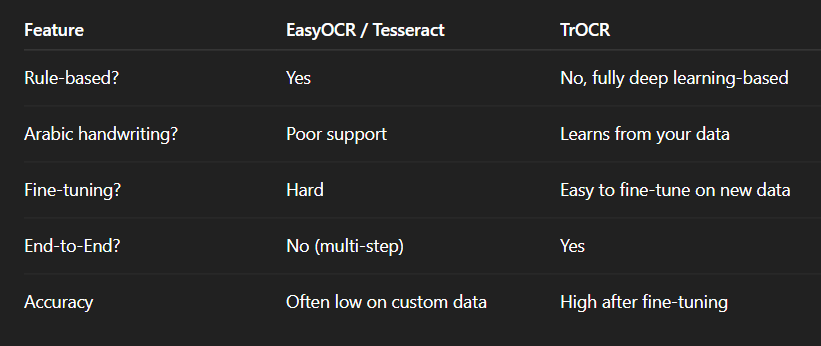 Feature EasyOCR / Tesseract TrOCR
Rule-based? Yes No, fully deep learning-based
Arabic handwriting? Poor support Learns from your data
Fine-tuning? Hard Easy to fine-tune on new data
End-to-End? No (multi-step) Yes
Accuracy Often low on custom data High after fine-tuning